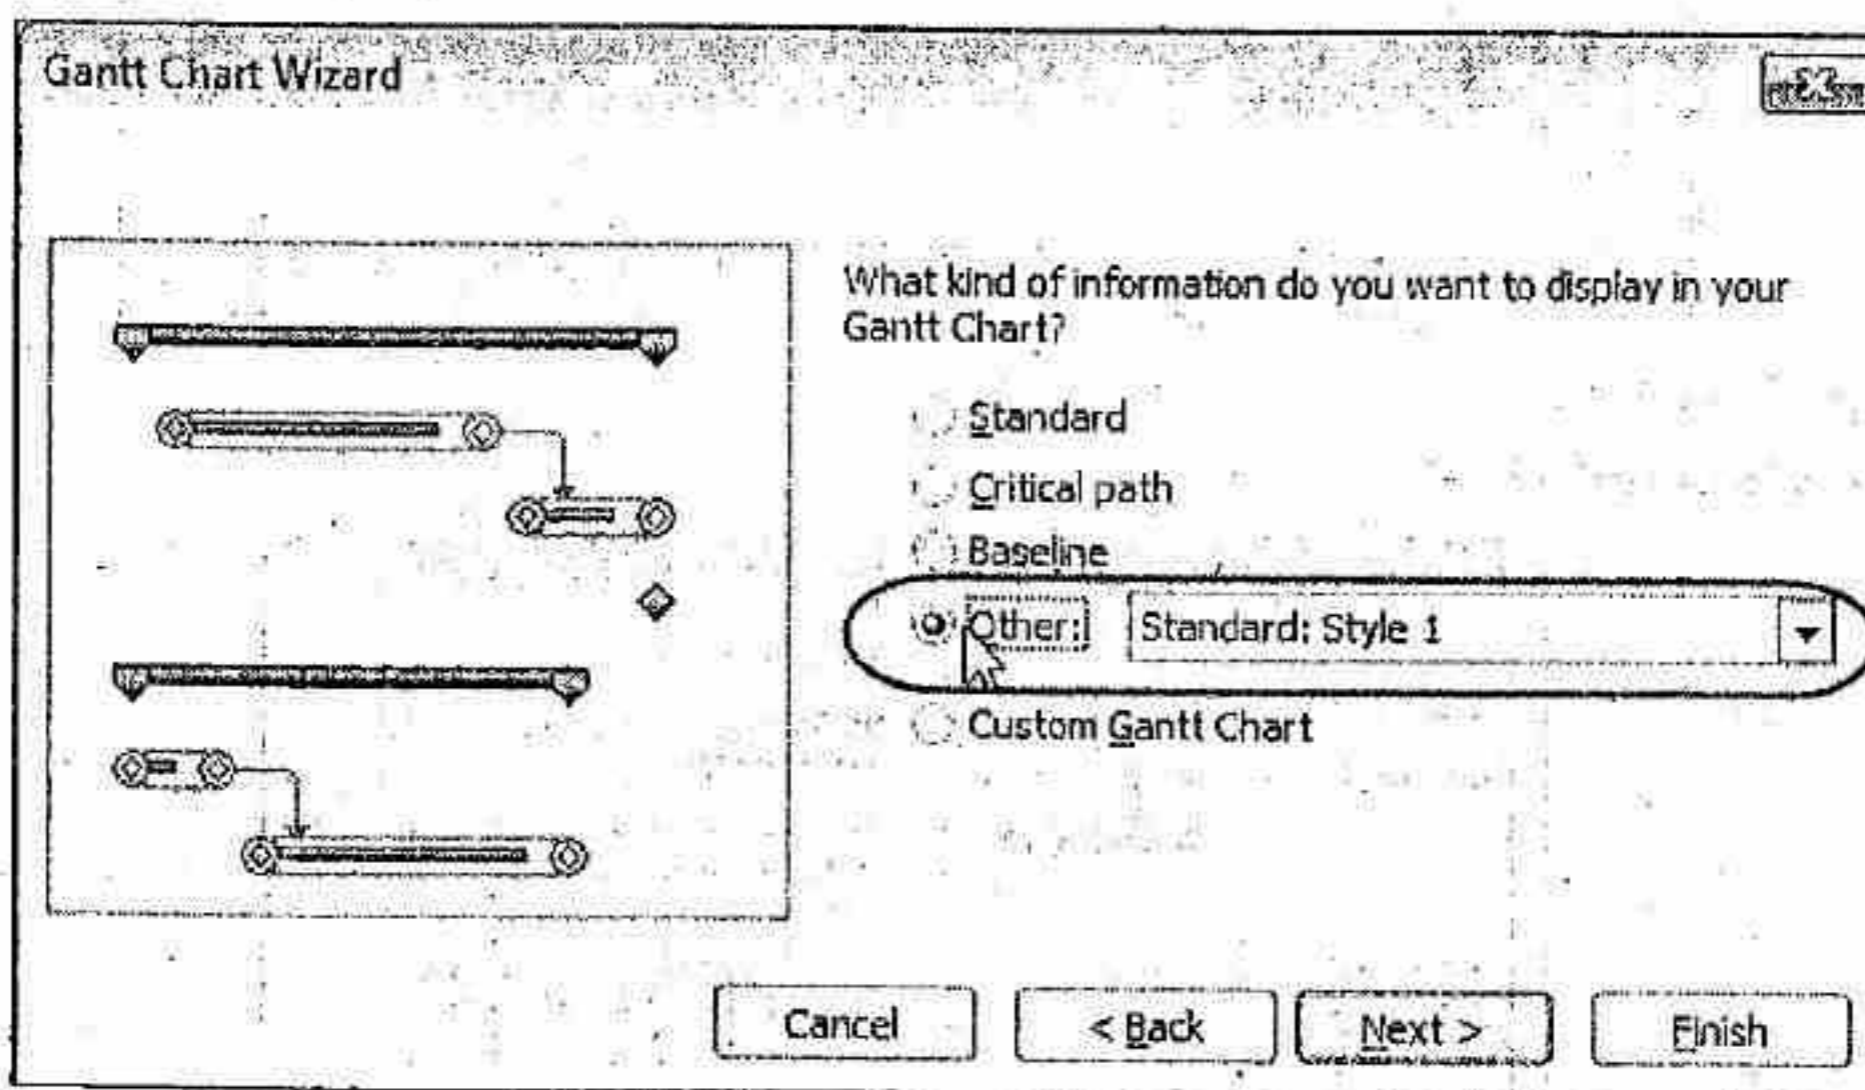 Gantt Chart Wizard
What kind of information do you want to display in your
Gantt Chart?
Standard
Critical path
Baseline
Other: Standard: Style 1
Custom Gantt Chart
Cancel < Back Next > Finish